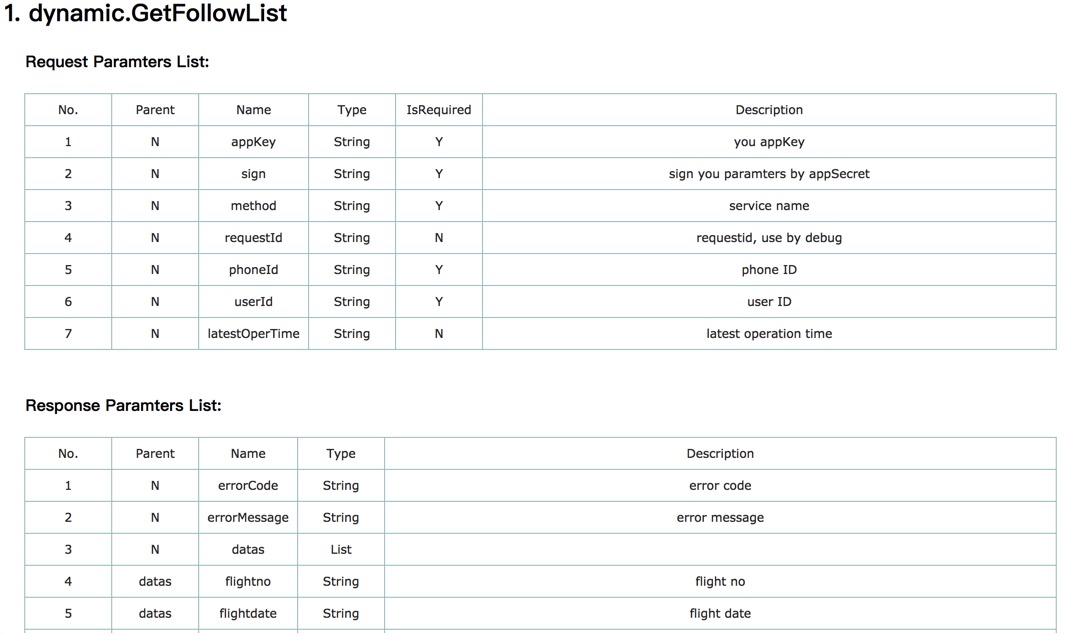 1. dynamic.GetFollowList
Request Paramters List:
No. Parent Name Type IsRequired Description
1 N appKey String Y you appKey
2 N sign String Y sign you paramters by appSecret
3 N method String Y service name
4 N requestId String N requestid, use by debug
5 N phoneId String Y phone ID
6 N userId String Y user ID
7 N latestOperTime String N latest operation time
Response Paramters List:
No. Parent Name Type Description
1 N errorCode String error code
2 N errorMessage String error message
3 N datas List
4 datas flightno String flight no
5 datas flightdate String flight date